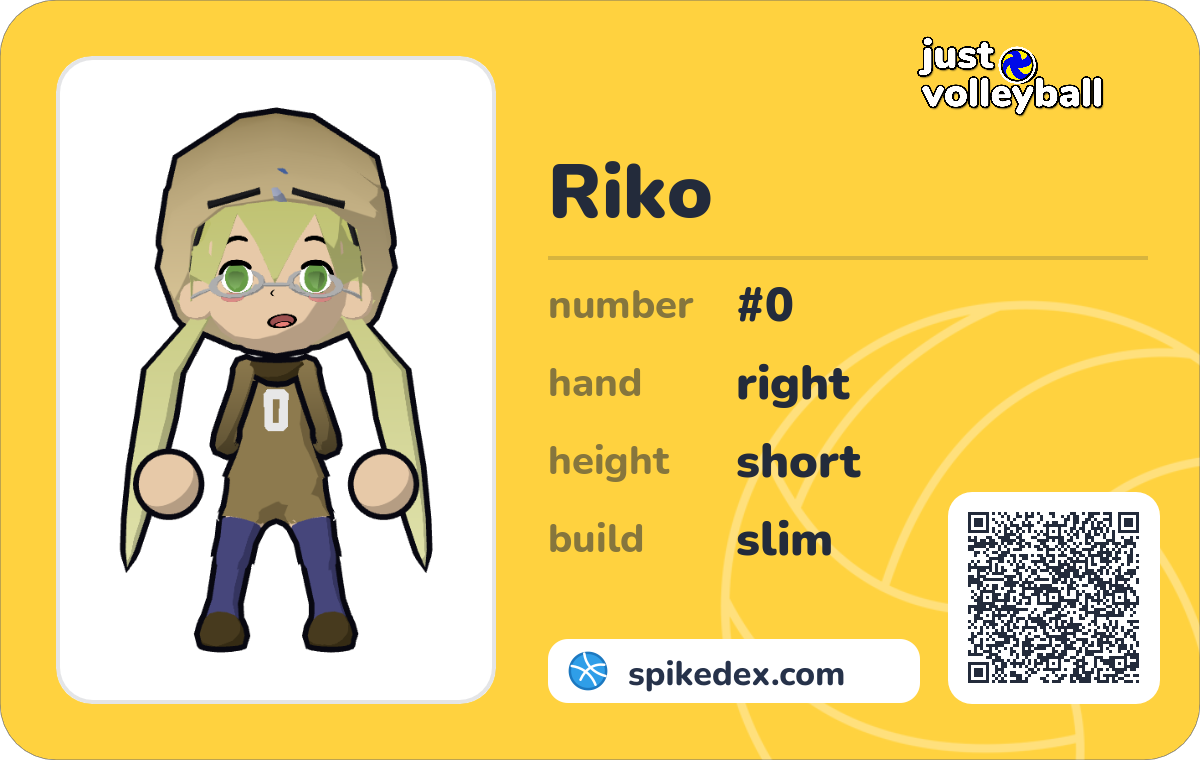 just
volleyball
Riko
number #0
hand right
height short
build slim
spikedex.com
0